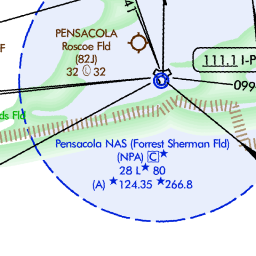 PENSACOLA
Roscoe Fld
(82J)
32 L 32
F
111.1 I-P
099
ds Fld
Pensacola NAS (Forrest Sherman Fld)
(NPA) C ★
28 L★ 80
(A) ★124.35 ★266.8